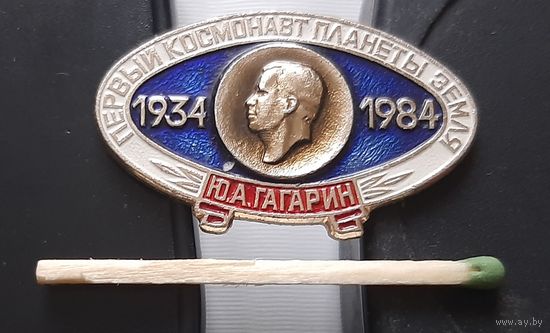 ПЕРВЫЙ КОСМОНАВТ ПЛАНЕТЫ ЗЕМЛЯ
1934 1984
Ю.А.ГАГАРИН
www.ay.by